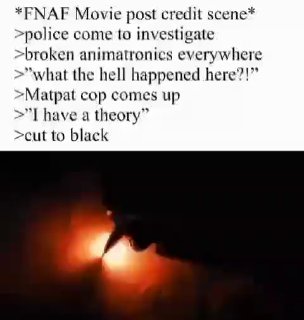 *FNAF Movie post credit scene*
>police come to investigate
>broken animatronics everywhere
>"what the hell happened here?!"
>Matpat cop comes up
>"I have a theory"
>cut to black